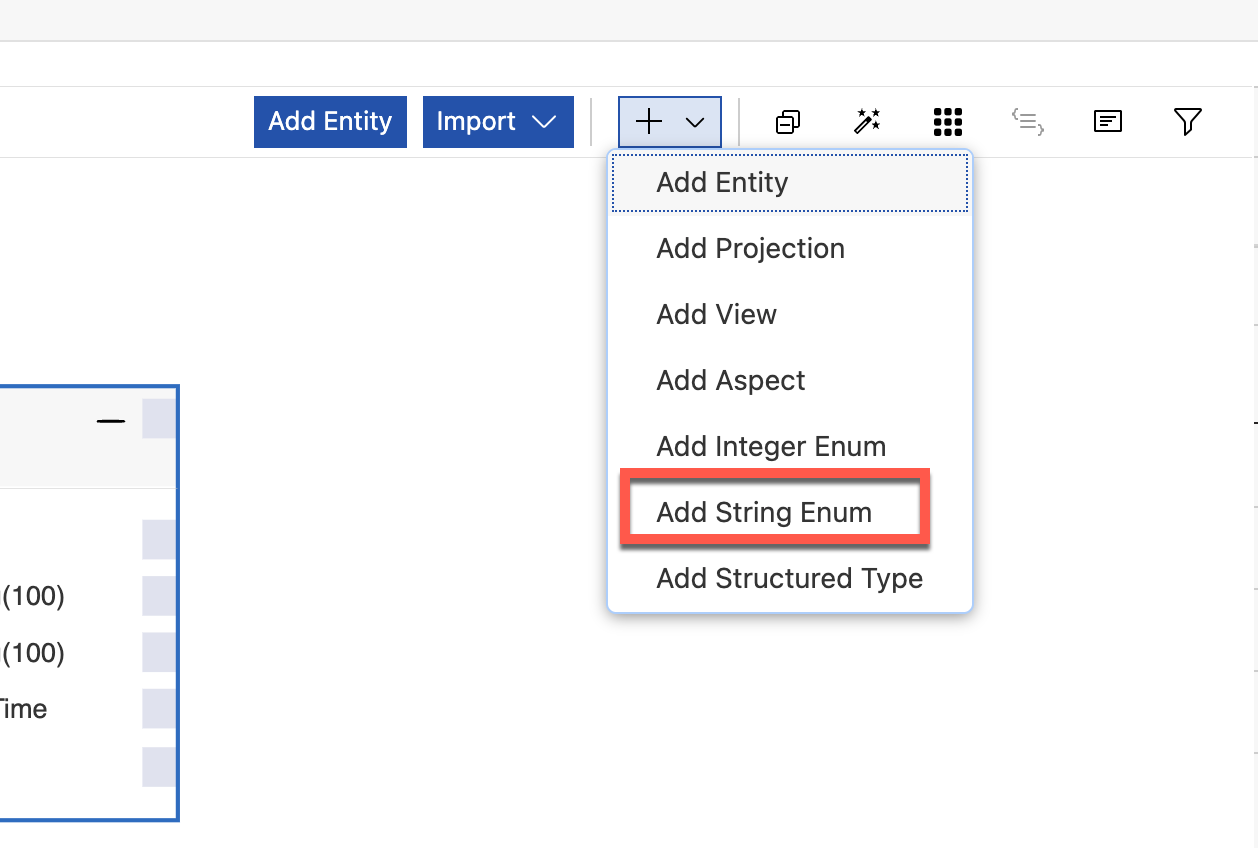 Add Entity Import
Add Entity
Add Projection
Add View
Add Aspect
Add Integer Enum
Add String Enum
Add Structured Type
(100)
(100)
Time